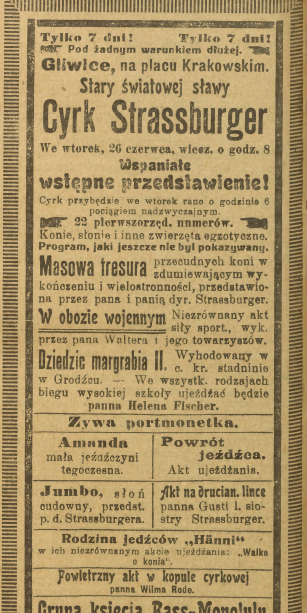 Tylko 7 dni! Tylko 7 dni!
Pod żadnym warunkiem dłużej.
Gliwice, na placu Krakowskim.
Stary światowej sławy
Cyrk Strassburger
We wtorek, 26 czerwca, wiecz. o godz. 8
Wspaniałe
wstępne przedstawienie!
Cyrk przybędzie we wtorek rano o godzinie 6
pociągiem nadzwyczajnym.
22 pierwszorzęd. numerów.
Konie, słonie i inne zwierzęta egzotyczne.
Program, jaki jeszcze nie był pokazywany.
Masowa tresura przecudnych koni w
zdumiewającym wy-
kończeniu i wielostronności, przedstawio-
na przez pana i panią dyr. Strassburger.
W obozie wojennym Niezrównany akt
siły sport., wyk.
przez pana Waltera i jego towarzyszów.
Dziedzic margrabia II. Wyhodowany w
c. kr. stadninie
w Grodźcu. — We wszystk. rodzajach
biegu wysokiej szkoły ujeżdżać będzie
panna Helena Fischer.
Żywa portmonetka.
Amanda
mała jeźdźczyni
tegoczesna.
Powrót
jeźdźca.
Akt ujeżdżania.
Jumbo, słoń
cudowny, przedst.
p. d. Strassburgera.
Akt na drucian. lince
panna Gusti i. sio-
stry Strassburger.
Rodzina jeźdźców „Hänni“
w ich niezrównanym akcie ujeżdżania: „Walka
o konia“.
Powietrzny akt w kopule cyrkowej
panna Wilma Rode.
Grupa księcia Rass-Monolulu